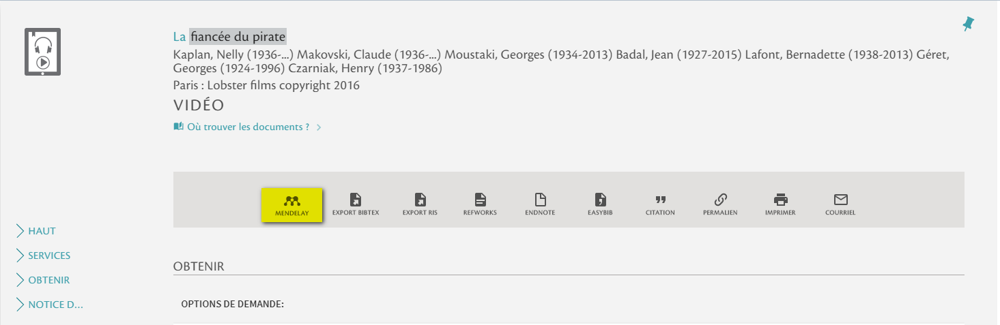 La fiancée du pirate
Kaplan, Nelly (1936-...) Makovski, Claude (1936-...) Moustaki, Georges (1934-2013) Badal, Jean (1927-2015) Lafont, Bernadette (1938-2013) Géret,
Georges (1924-1996) Czarniak, Henry (1937-1986)
Paris : Lobster films copyright 2016
VIDÉO
Où trouver les documents ?
MENDELAY EXPORT BIBTEX EXPORT RIS REFWORKS ENDNOTE EASYBIB CITATION PERMALIEN IMPRIMER COURRIEL
HAUT
SERVICES
OBTENIR
NOTICE D...
OBTENIR
OPTIONS DE DEMANDE: